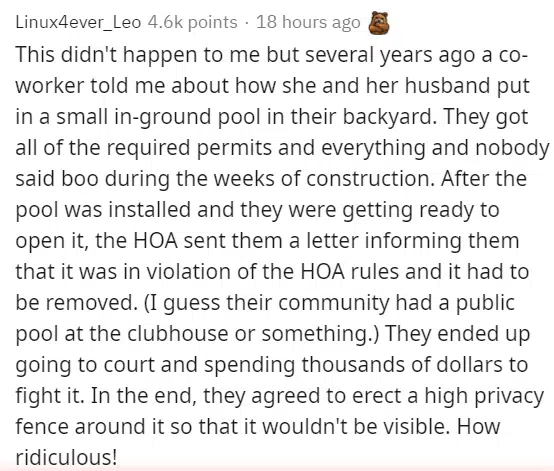 Linux4ever_Leo 4.6k points · 18 hours ago
This didn't happen to me but several years ago a co-
worker told me about how she and her husband put
in a small in-ground pool in their backyard. They got
all of the required permits and everything and nobody
said boo during the weeks of construction. After the
pool was installed and they were getting ready to
open it, the HOA sent them a letter informing them
that it was in violation of the HOA rules and it had to
be removed. (I guess their community had a public
pool at the clubhouse or something.) They ended up
going to court and spending thousands of dollars to
fight it. In the end, they agreed to erect a high privacy
fence around it so that it wouldn't be visible. How
ridiculous!